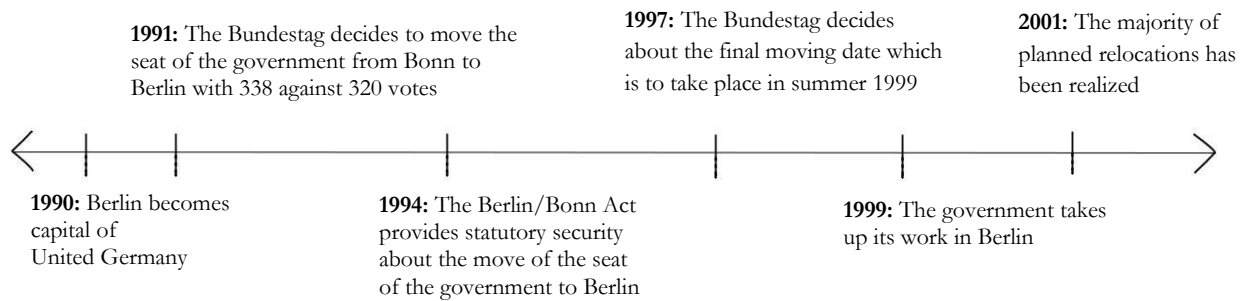 1991: The Bundestag decides to move the
seat of the government from Bonn to
Berlin with 338 against 320 votes
1997: The Bundestag decides
about the final moving date which
is to take place in summer 1999
2001: The majority of
planned relocations has
been realized
1990: Berlin becomes
capital of
United Germany
1994: The Berlin/Bonn Act
provides statutory security
about the move of the seat
of the government to Berlin
1999: The government takes
up its work in Berlin